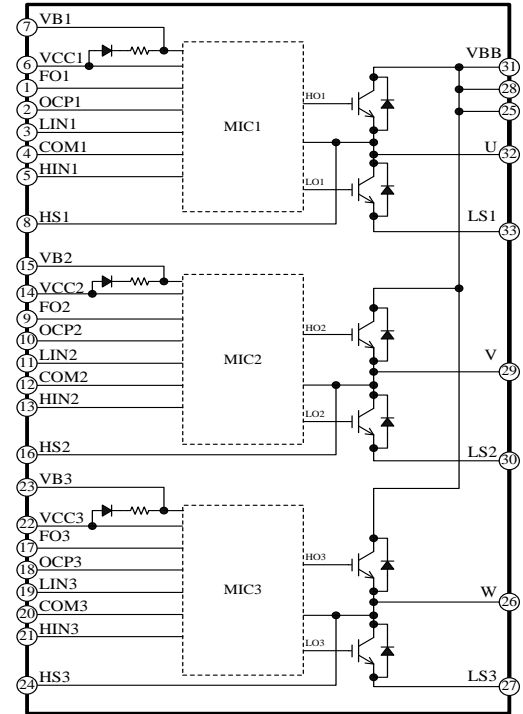 7 VB1
6 VCC1
1 FO1
2 OCP1
3 LIN1
4 COM1
5 HIN1
8 HS1
MIC1
HO1
LO1
VBB 31
28
25
U 32
LS1 33
15 VB2
14 VCC2
9 FO2
10 OCP2
11 LIN2
12 COM2
13 HIN2
16 HS2
MIC2
HO2
LO2
V 29
LS2 30
23 VB3
22 VCC3
17 FO3
18 OCP3
19 LIN3
20 COM3
21 HIN3
24 HS3
MIC3
HO3
LO3
W 26
LS3 27